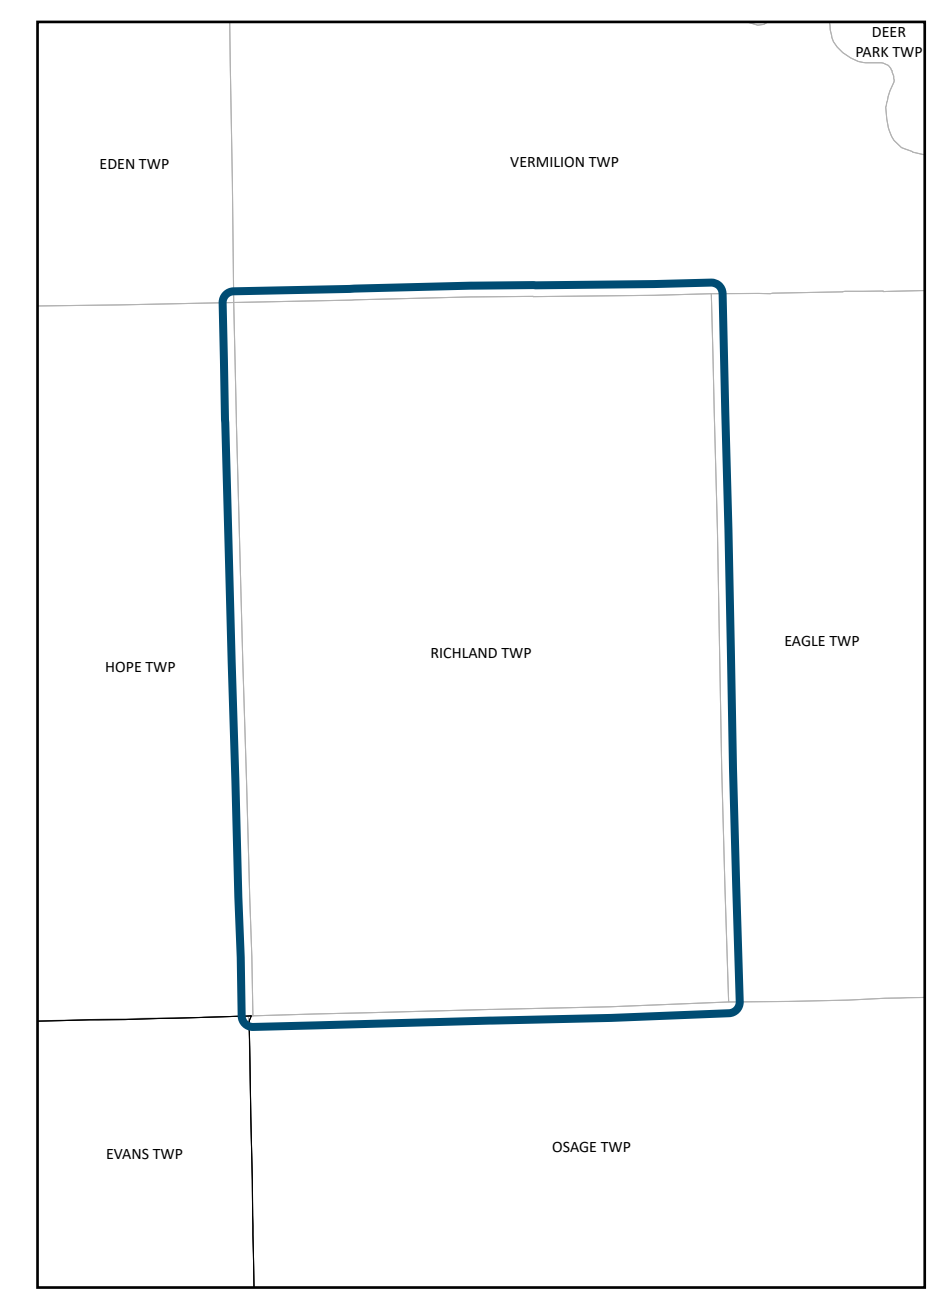 DEER
PARK TWP
EDEN TWP
VERMILION TWP
HOPE TWP
RICHLAND TWP
EAGLE TWP
EVANS TWP
OSAGE TWP